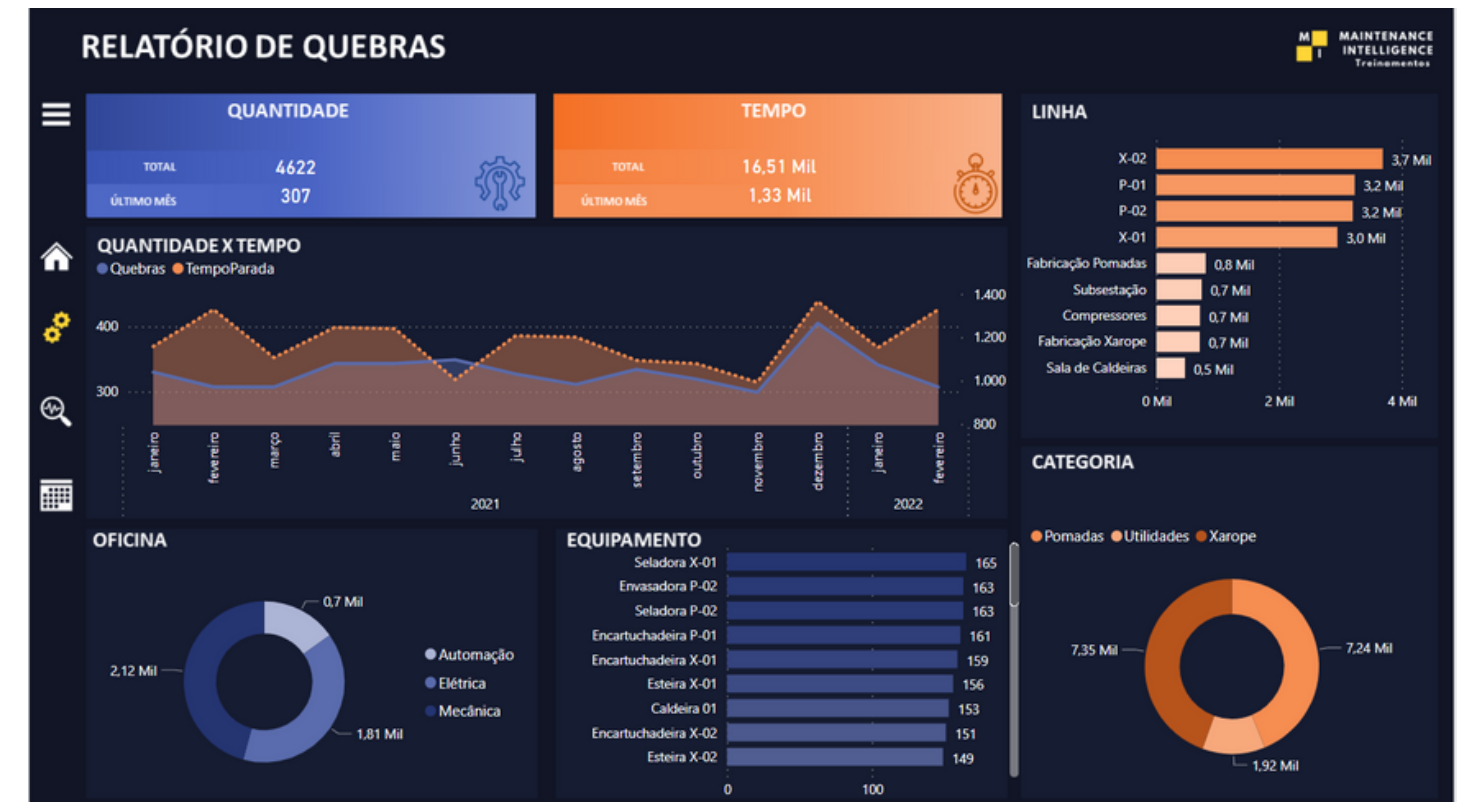 RELATÓRIO DE QUEBRAS
M I
MAINTENANCE
INTELLIGENCE
Treinamentos
QUANTIDADE
TOTAL 4622
ÚLTIMO MÊS 307
TEMPO
TOTAL 16,51 Mil
ÚLTIMO MÊS 1,33 Mil
LINHA
X-02 3,7 Mil
P-01 3,2 Mil
P-02 3,2 Mil
X-01 3,0 Mil
Fabricação Pomadas 0,8 Mil
Subsestação 0,7 Mil
Compressores 0,7 Mil
Fabricação Xarope 0,7 Mil
Sala de Caldeiras 0,5 Mil
0 Mil 2 Mil 4 Mil
QUANTIDADE X TEMPO
Quebras TempoParada
400
300
1.400
1.200
1.000
800
janeiro fevereiro março abril maio junho julho agosto setembro outubro novembro dezembro janeiro fevereiro
2021 2022
CATEGORIA
Pomadas Utilidades Xarope
7,35 Mil
7,24 Mil
1,92 Mil
OFICINA
0,7 Mil
2,12 Mil
1,81 Mil
Automação
Elétrica
Mecânica
EQUIPAMENTO
Seladora X-01 165
Envasadora P-02 163
Seladora P-02 163
Encartuchadeira P-01 161
Encartuchadeira X-01 159
Esteira X-01 156
Caldeira 01 153
Encartuchadeira X-02 151
Esteira X-02 149
0 100